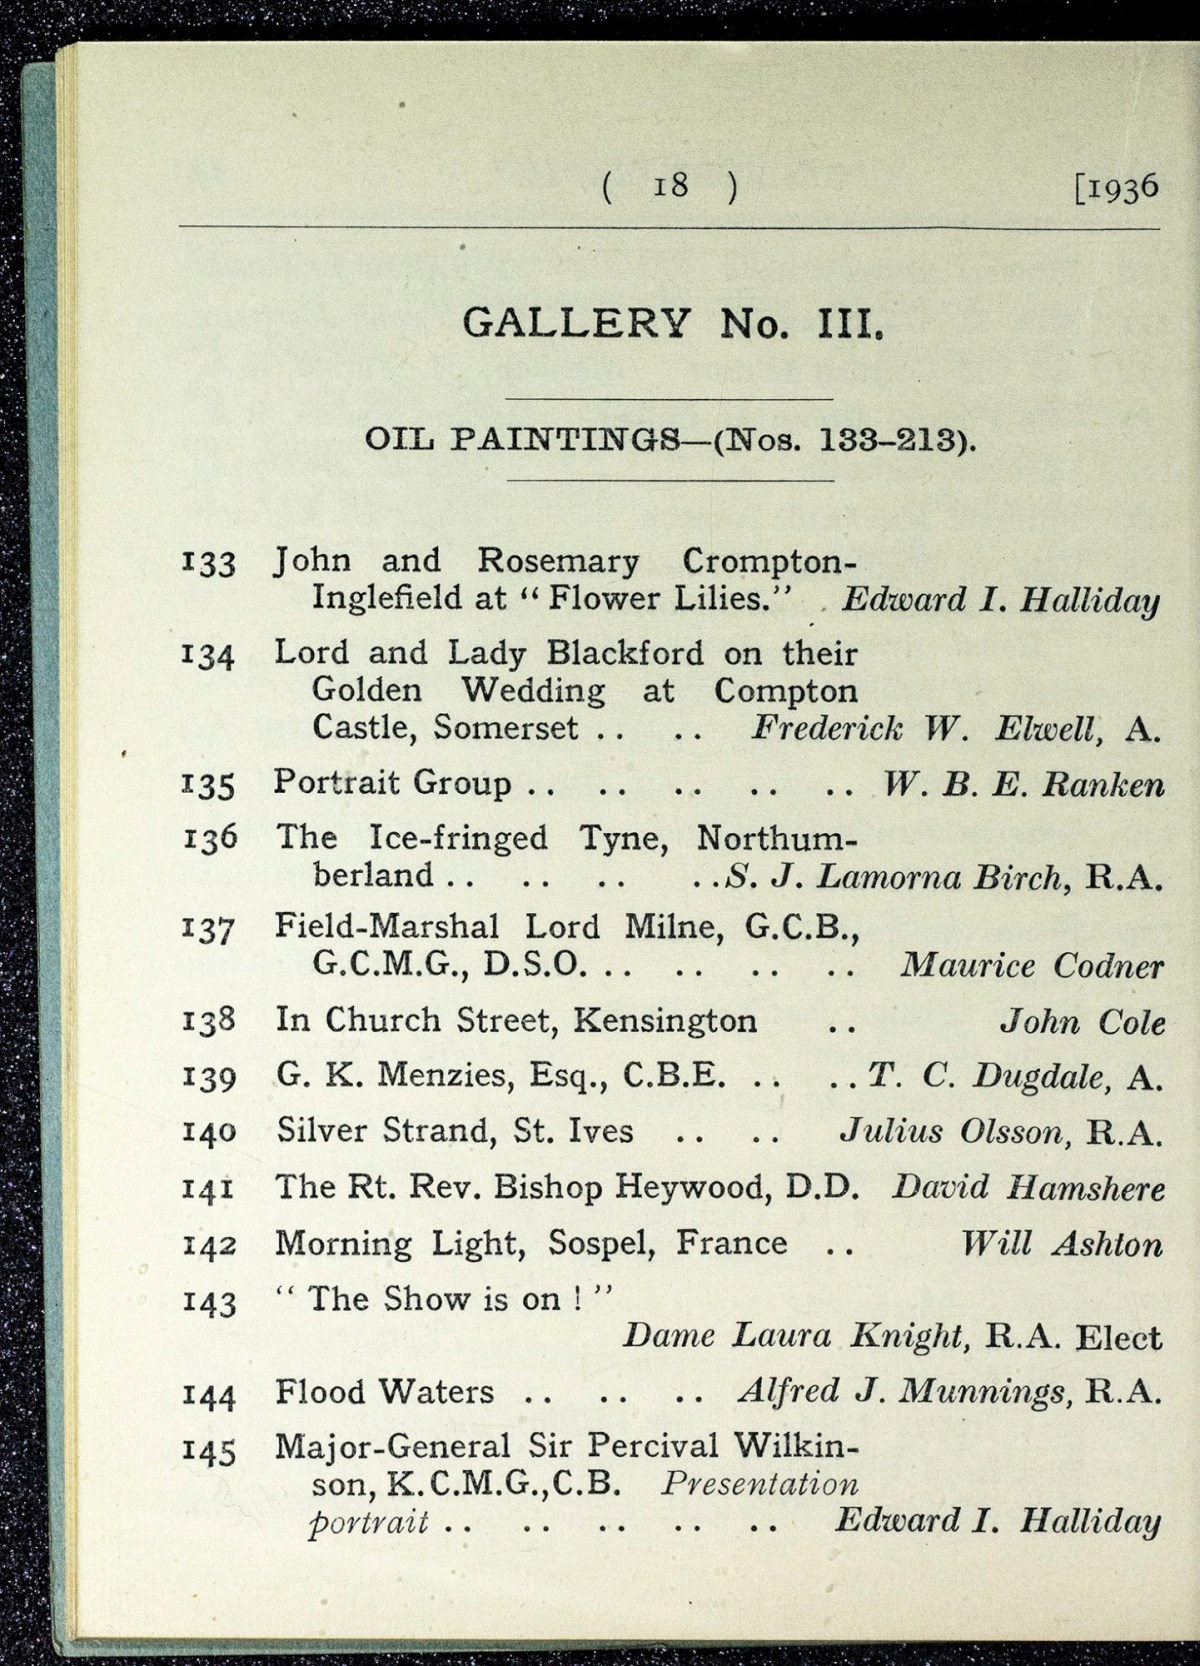 ( 18 ) [1936
GALLERY No. III.
OIL PAINTINGS—(Nos. 133–213).
133 John and Rosemary Crompton-
Inglefield at “ Flower Lilies.” . Edward I. Halliday
134 Lord and Lady Blackford on their
Golden Wedding at Compton
Castle, Somerset .. .. Frederick W. Elwell, A.
135 Portrait Group .. .. .. .. .. W. B. E. Ranken
136 The Ice-fringed Tyne, Northum-
berland .. .. .. .. S. J. Lamorna Birch, R.A.
137 Field-Marshal Lord Milne, G.C.B.,
G.C.M.G., D.S.O. .. .. .. .. Maurice Codner
138 In Church Street, Kensington .. John Cole
139 G. K. Menzies, Esq., C.B.E. .. .. T. C. Dugdale, A.
140 Silver Strand, St. Ives .. .. Julius Olsson, R.A.
141 The Rt. Rev. Bishop Heywood, D.D. David Hamshere
142 Morning Light, Sospel, France .. Will Ashton
143 “ The Show is on ! ”
Dame Laura Knight, R.A. Elect
144 Flood Waters .. .. .. Alfred J. Munnings, R.A.
145 Major-General Sir Percival Wilkin-
son, K.C.M.G., C.B. Presentation
portrait .. .. .. .. .. Edward I. Halliday